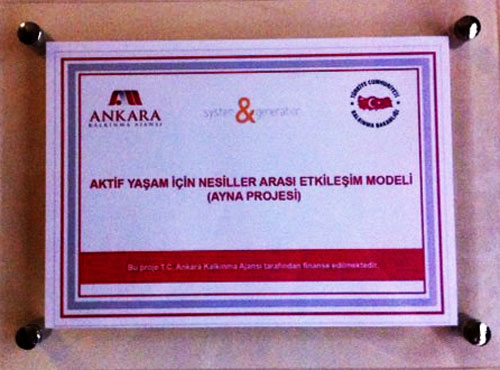 ANKARA
KALKINMA AJANSI
system & generation
TÜRKİYE CUMHURİYETİ
KALKINMA BAKANLIĞI
AKTİF YAŞAM İÇİN NESİLLER ARASI ETKİLEŞİM MODELİ
(AYNA PROJESİ)
Bu proje T.C. Ankara Kalkınma Ajansı tarafından finanse edilmektedir.